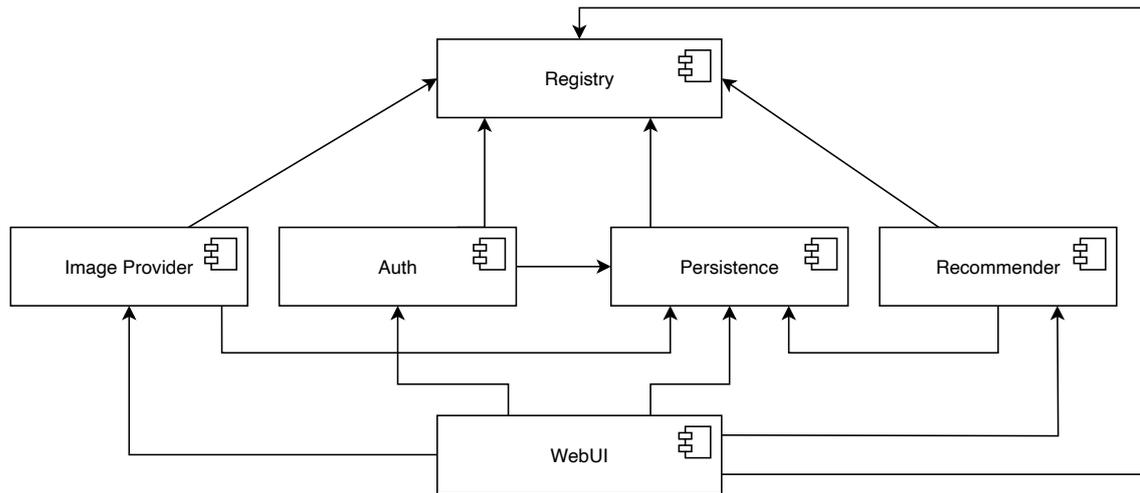 Registry
Image Provider
Auth
Persistence
Recommender
WebUI